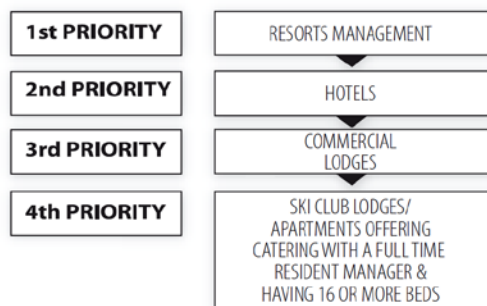 1st PRIORITY
RESORTS MANAGEMENT
2nd PRIORITY
HOTELS
3rd PRIORITY
COMMERCIAL
LODGES
4th PRIORITY
SKI CLUB LODGES/
APARTMENTS OFFERING
CATERING WITH A FULL TIME
RESIDENT MANAGER &
HAVING 16 OR MORE BEDS